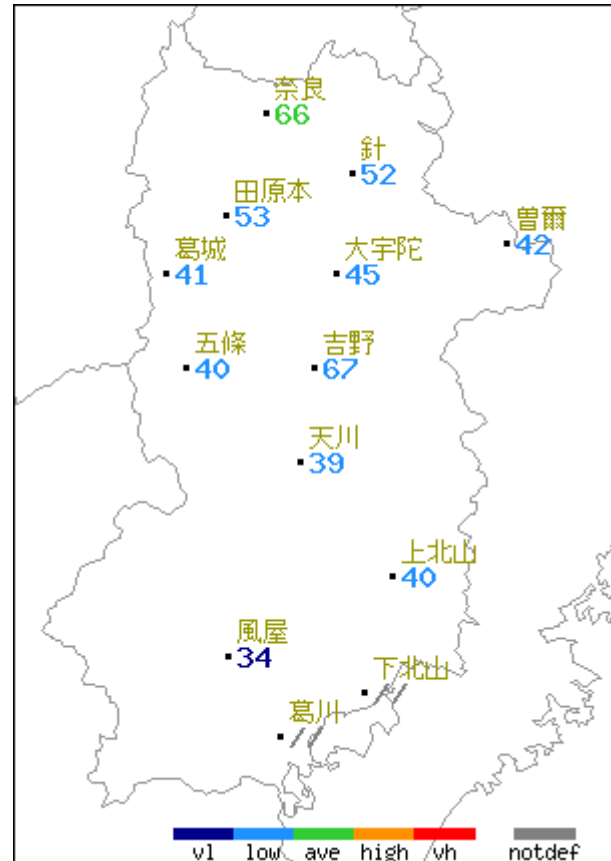 奈良
66
針
52
田原本
53
曽爾
42
葛城
41
大宇陀
45
五條
40
吉野
67
天川
39
上北山
40
風屋
34
下北山
//
葛川
//
vl low ave high vh notdef